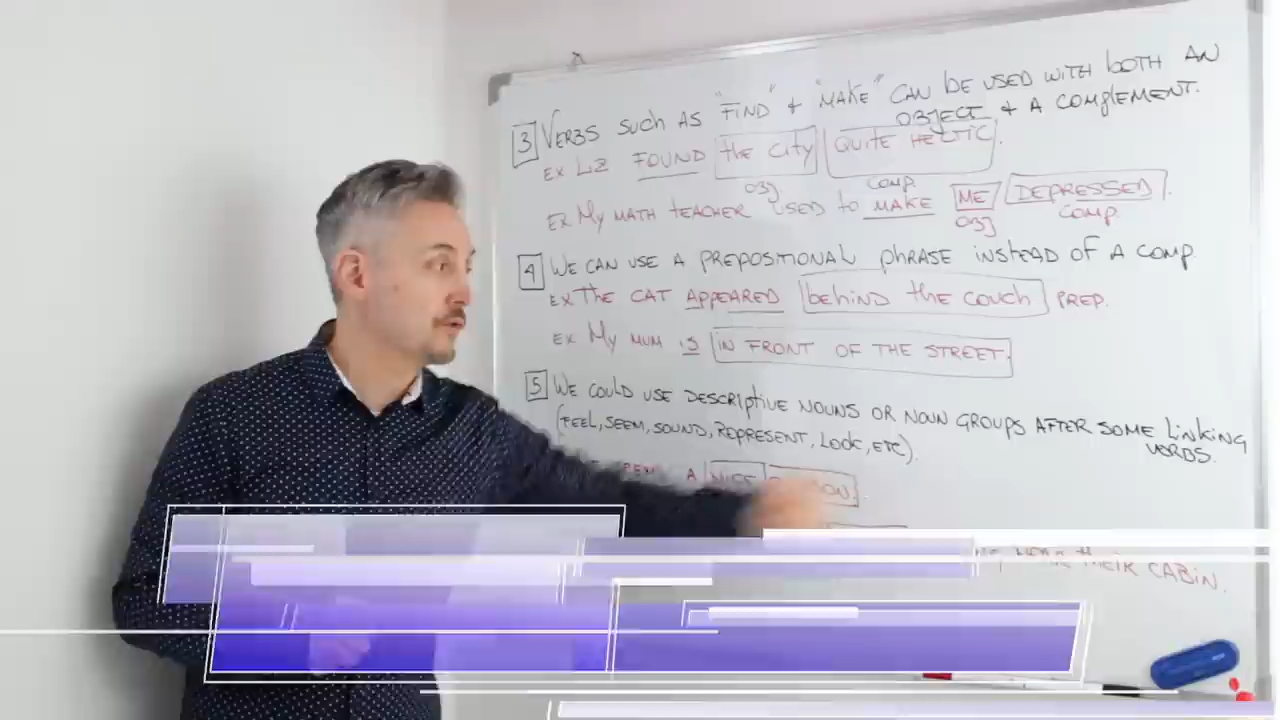 3 VERBS SUCH AS "FIND" & "MAKE" CAN BE USED WITH BOTH AN
OBJECT & A COMPLEMENT.
EX LIZ FOUND the city QUITE HECTIC.
OBJ COMP.
EX. My MATH TEACHER USED to MAKE ME DEPRESSED.
OBJ COMP.
4 WE CAN USE A PREPOSITIONAL PHRASE INSTEAD OF A COMP.
EX THE CAT APPEARED behind the couch PREP.
EX My MUM IS IN FRONT OF THE STREET.
5 WE COULD USE DESCRIPTIVE NOUNS OR NOUN GROUPS AFTER SOME LINKING
VERBS.
(FEEL, SEEM, SOUND, REPRESENT, LOOK, ETC).
A
THEIR CABIN.